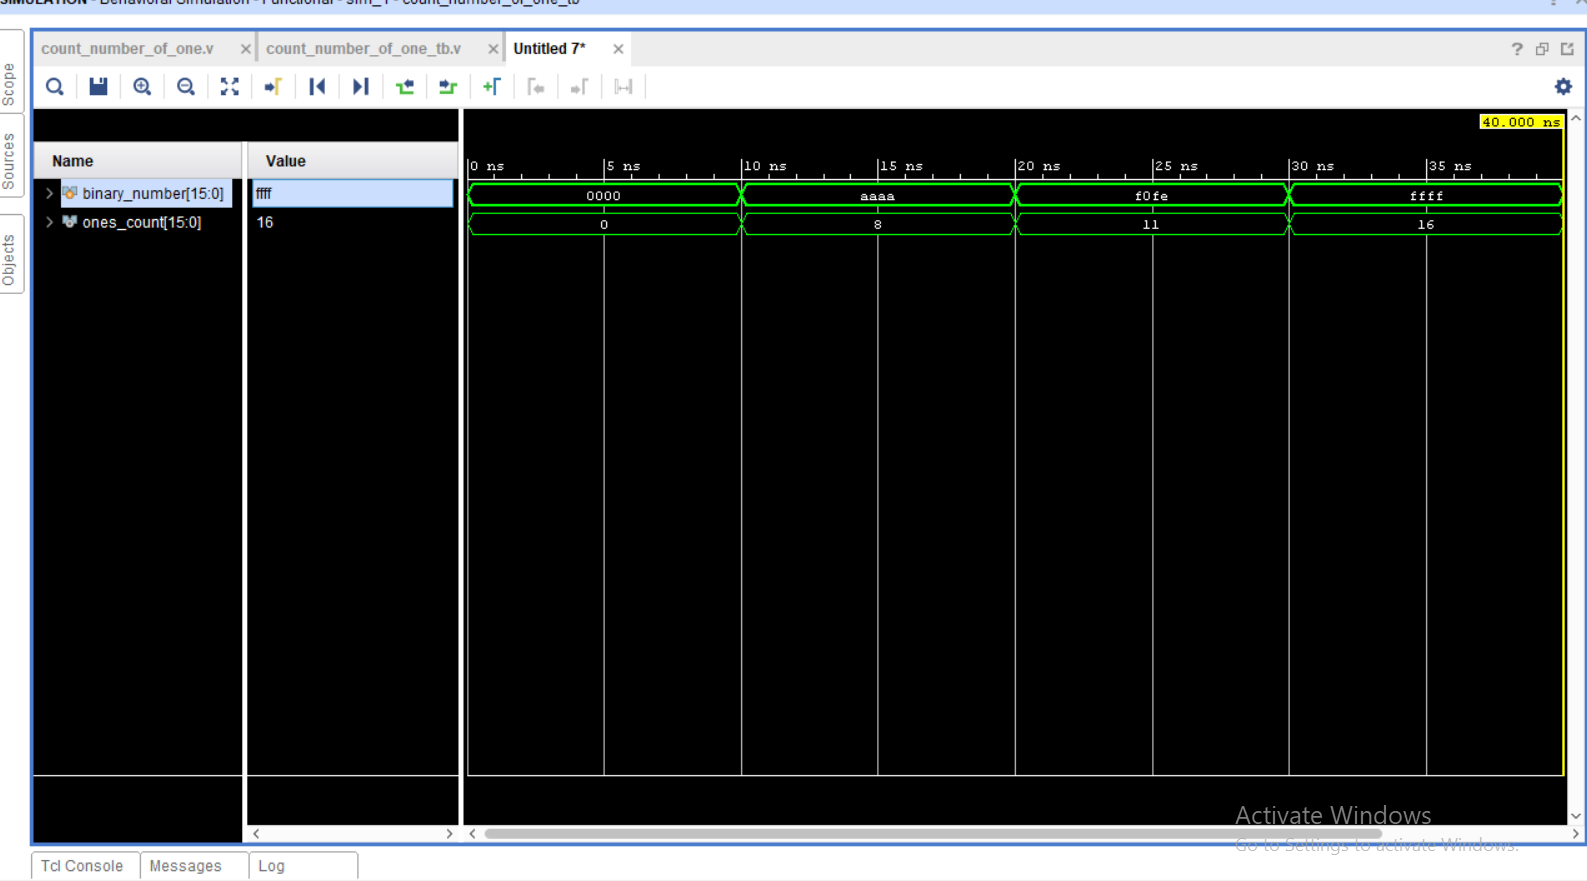 SIMULATION - Behavioral Simulation - Functional - sim_1 - count_number_of_one_tb
count_number_of_one.v
count_number_of_one_tb.v
Untitled 7*
Scope
Sources
Objects
40.000 ns
Name
Value
0 ns
5 ns
10 ns
15 ns
20 ns
25 ns
30 ns
35 ns
binary_number[15:0]
ffff
0000
aaaa
f0fe
ffff
ones_count[15:0]
16
0
8
11
16
Activate Windows
Go to Settings to activate Windows.
Tcl Console
Messages
Log